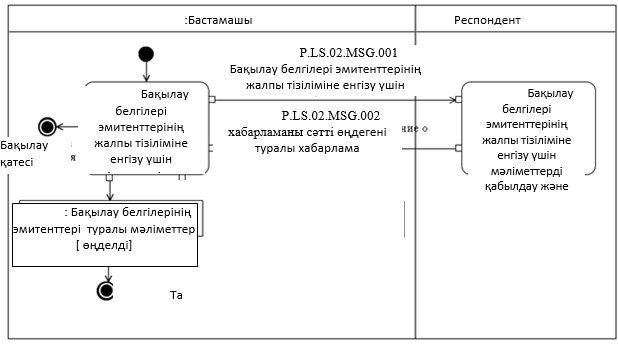 :Бастамашы
Респондент
P.LS.02.MSG.001
Бақылау белгілері эмитенттерінің
жалпы тізіліміне енгізу үшін
Бақылау
белгілері
эмитенттерінің
жалпы тізіліміне
енгізу үшін
P.LS.02.MSG.002
хабарламаны сәтті өңдегені
туралы хабарлама
ние о
Бақылау
белгілері
эмитенттерінің
жалпы тізіліміне
енгізу үшін
мәліметтерді
қабылдау және
Бақылау
қатесі
я
: Бақылау белгілерінің
эмитенттері туралы мәліметтер
[ өңделді]
Та